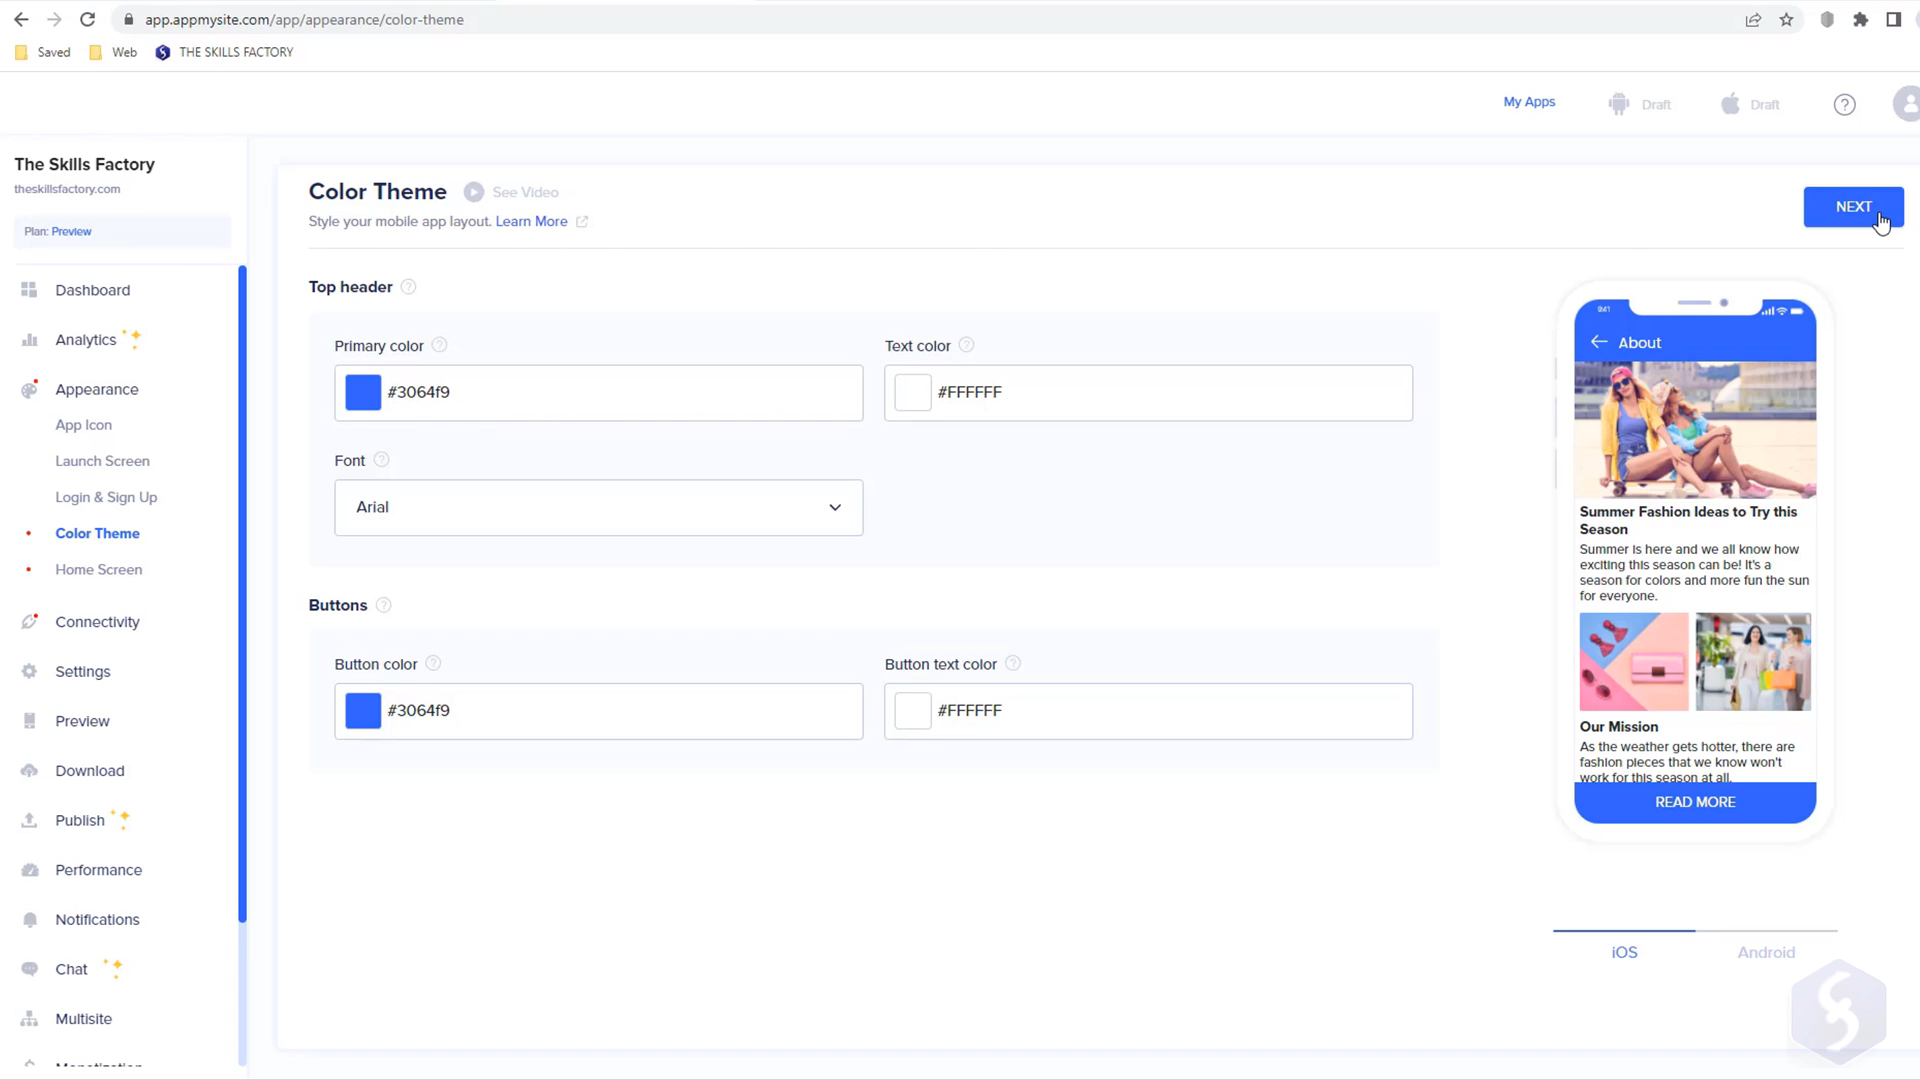 app.appmysite.com/app/appearance/color-theme
Saved
Web
THE SKILLS FACTORY
My Apps
Draft
Draft
The Skills Factory
theskillsfactory.com
Plan: Preview
Dashboard
Analytics
Appearance
App Icon
Launch Screen
Login & Sign Up
Color Theme
Home Screen
Connectivity
Settings
Preview
Download
Publish
Performance
Notifications
Chat
Multisite
Monetization
Color Theme
See Video
Style your mobile app layout. Learn More
NEXT
Top header
Primary color
#3064f9
Text color
#FFFFFF
Font
Arial
Buttons
Button color
#3064f9
Button text color
#FFFFFF
9:41
About
Summer Fashion Ideas to Try this
Season
Summer is here and we all know how
exciting this season can be! It's a
season for colors and more fun the sun
for everyone.
Our Mission
As the weather gets hotter, there are
fashion pieces that we know won't
work for this season at all.
READ MORE
iOS
Android